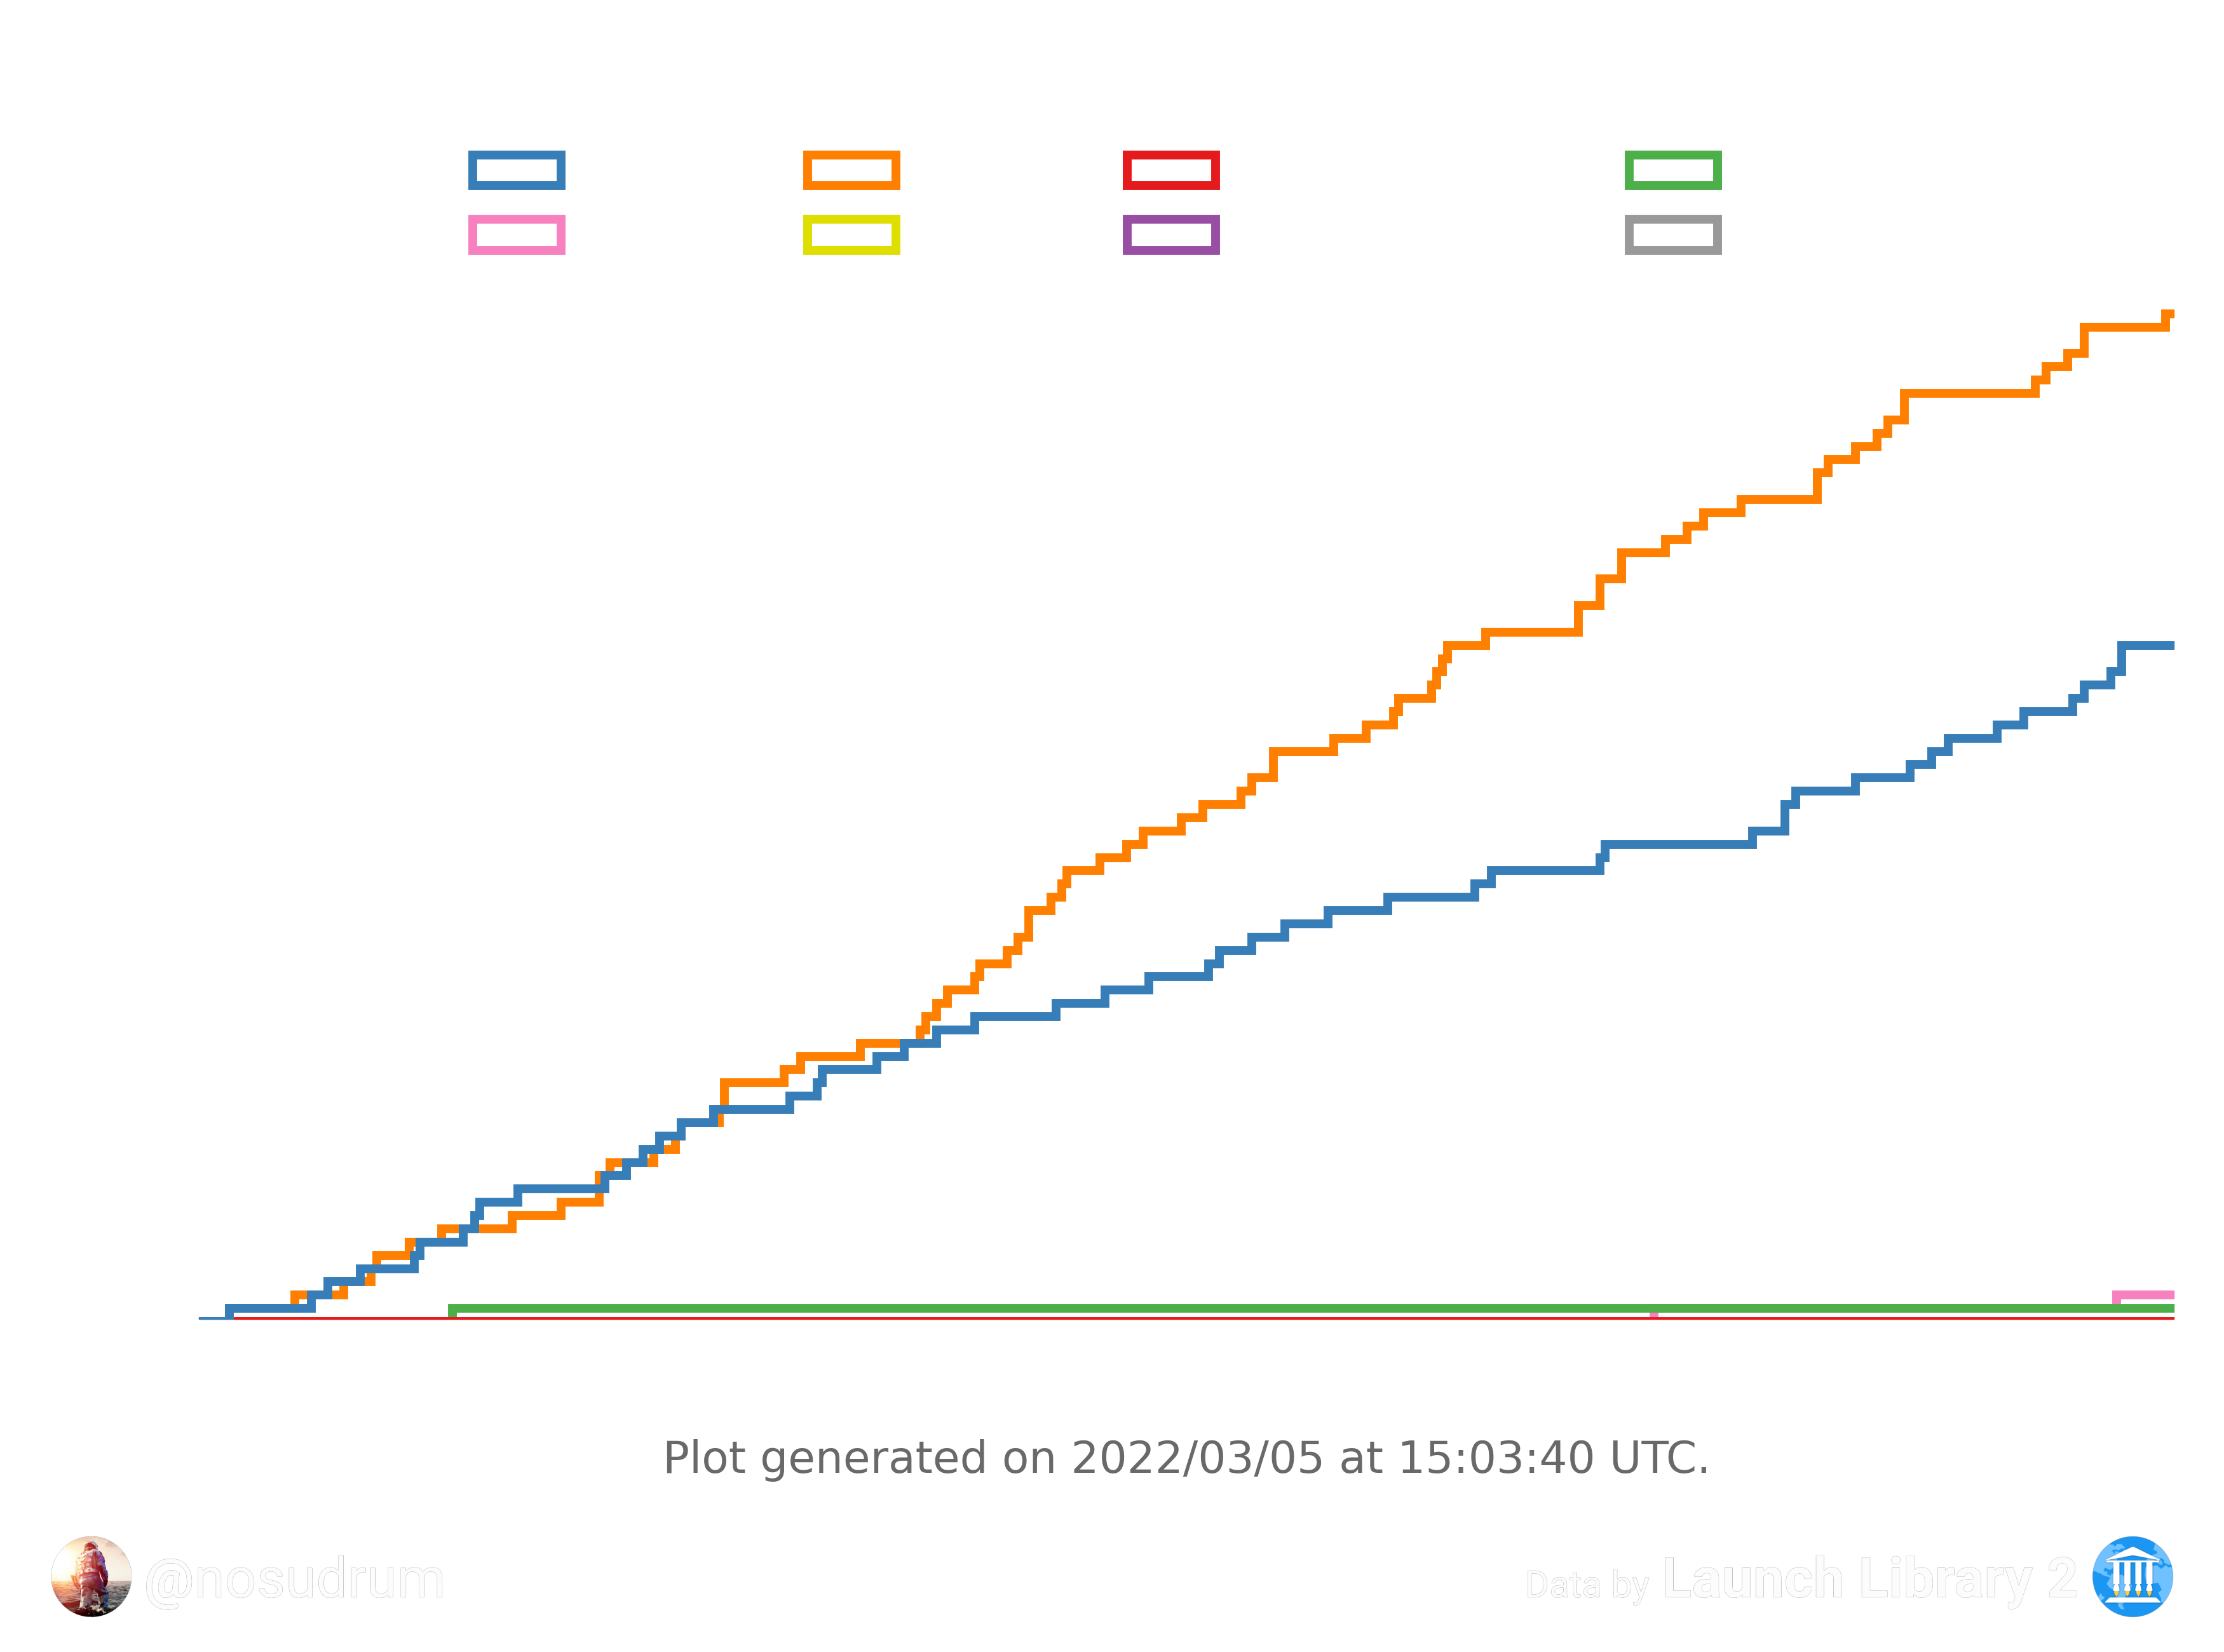 Plot generated on 2022/03/05 at 15:03:40 UTC.
@nosudrum
Data by Launch Library 2